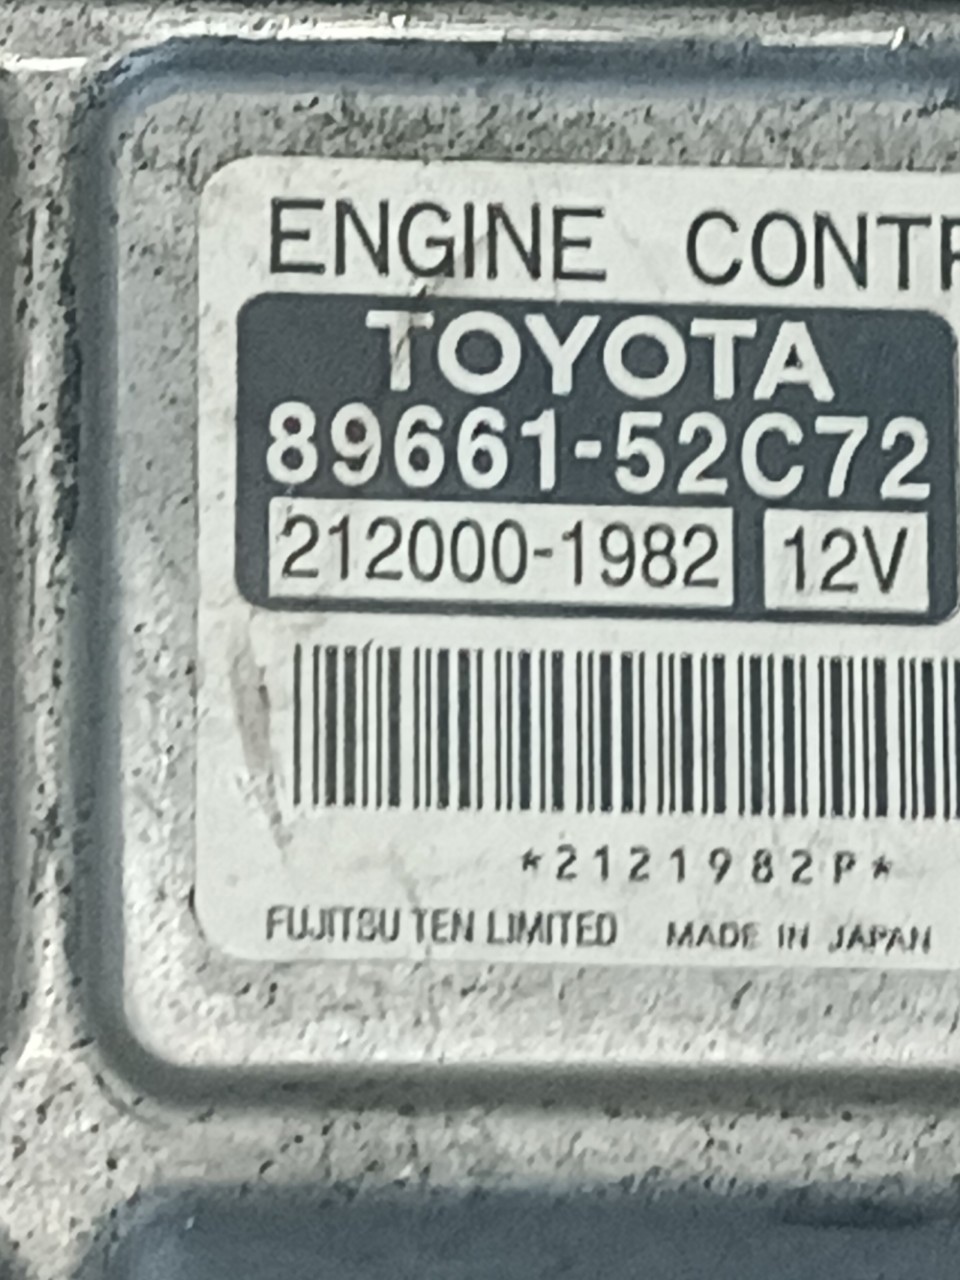 ENGINE CONTR
TOYOTA
89661-52C72
212000-1982 12V
*2121982P*
FUJITSU TEN LIMITED MADE IN JAPAN